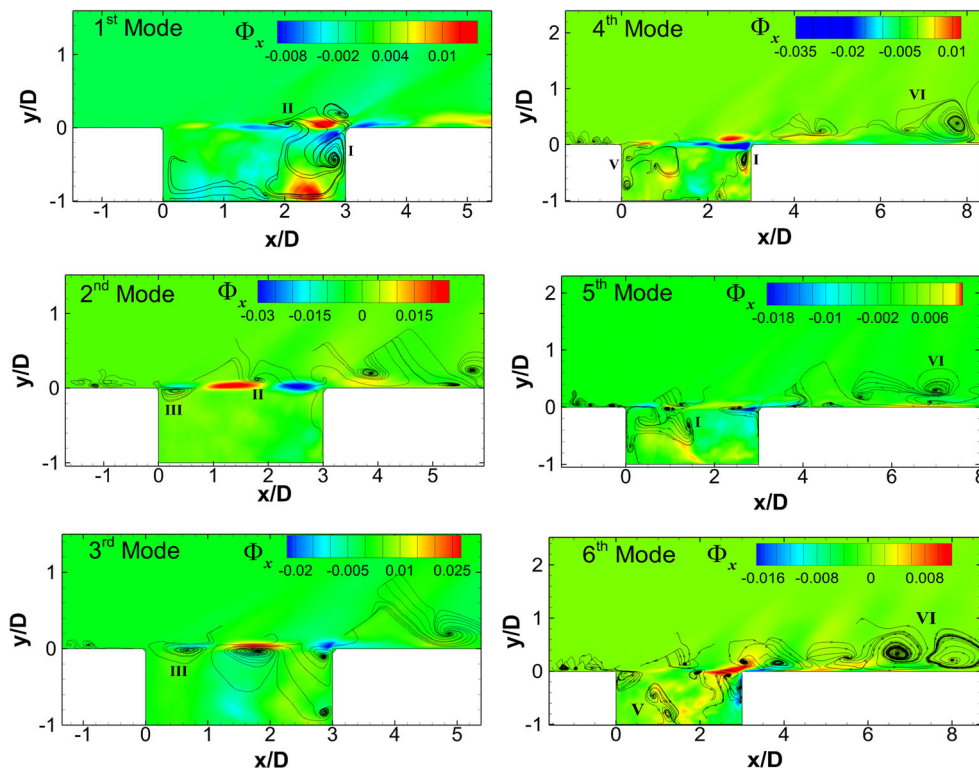 1st Mode
Φx
-0.008 -0.002 0.004 0.01
y/D
1
0
-1
II
I
-1 0 1 2 3 4 5
x/D
4th Mode
Φx
-0.035 -0.02 -0.005 0.01
y/D
2
1
0
-1
VI
V
I
0 2 4 6 8
x/D
2nd Mode
Φx
-0.03 -0.015 0 0.015
y/D
1
0
-1
III
II
-1 0 1 2 3 4 5
x/D
5th Mode
Φx
-0.018 -0.01 -0.002 0.006
y/D
2
1
0
-1
VI
I
0 2 4 6 8
x/D
3rd Mode
Φx
-0.02 -0.005 0.01 0.025
y/D
1
0
-1
III
-1 0 1 2 3 4 5
x/D
6th Mode
Φx
-0.016 -0.008 0 0.008
y/D
2
1
0
-1
VI
V
0 2 4 6 8
x/D